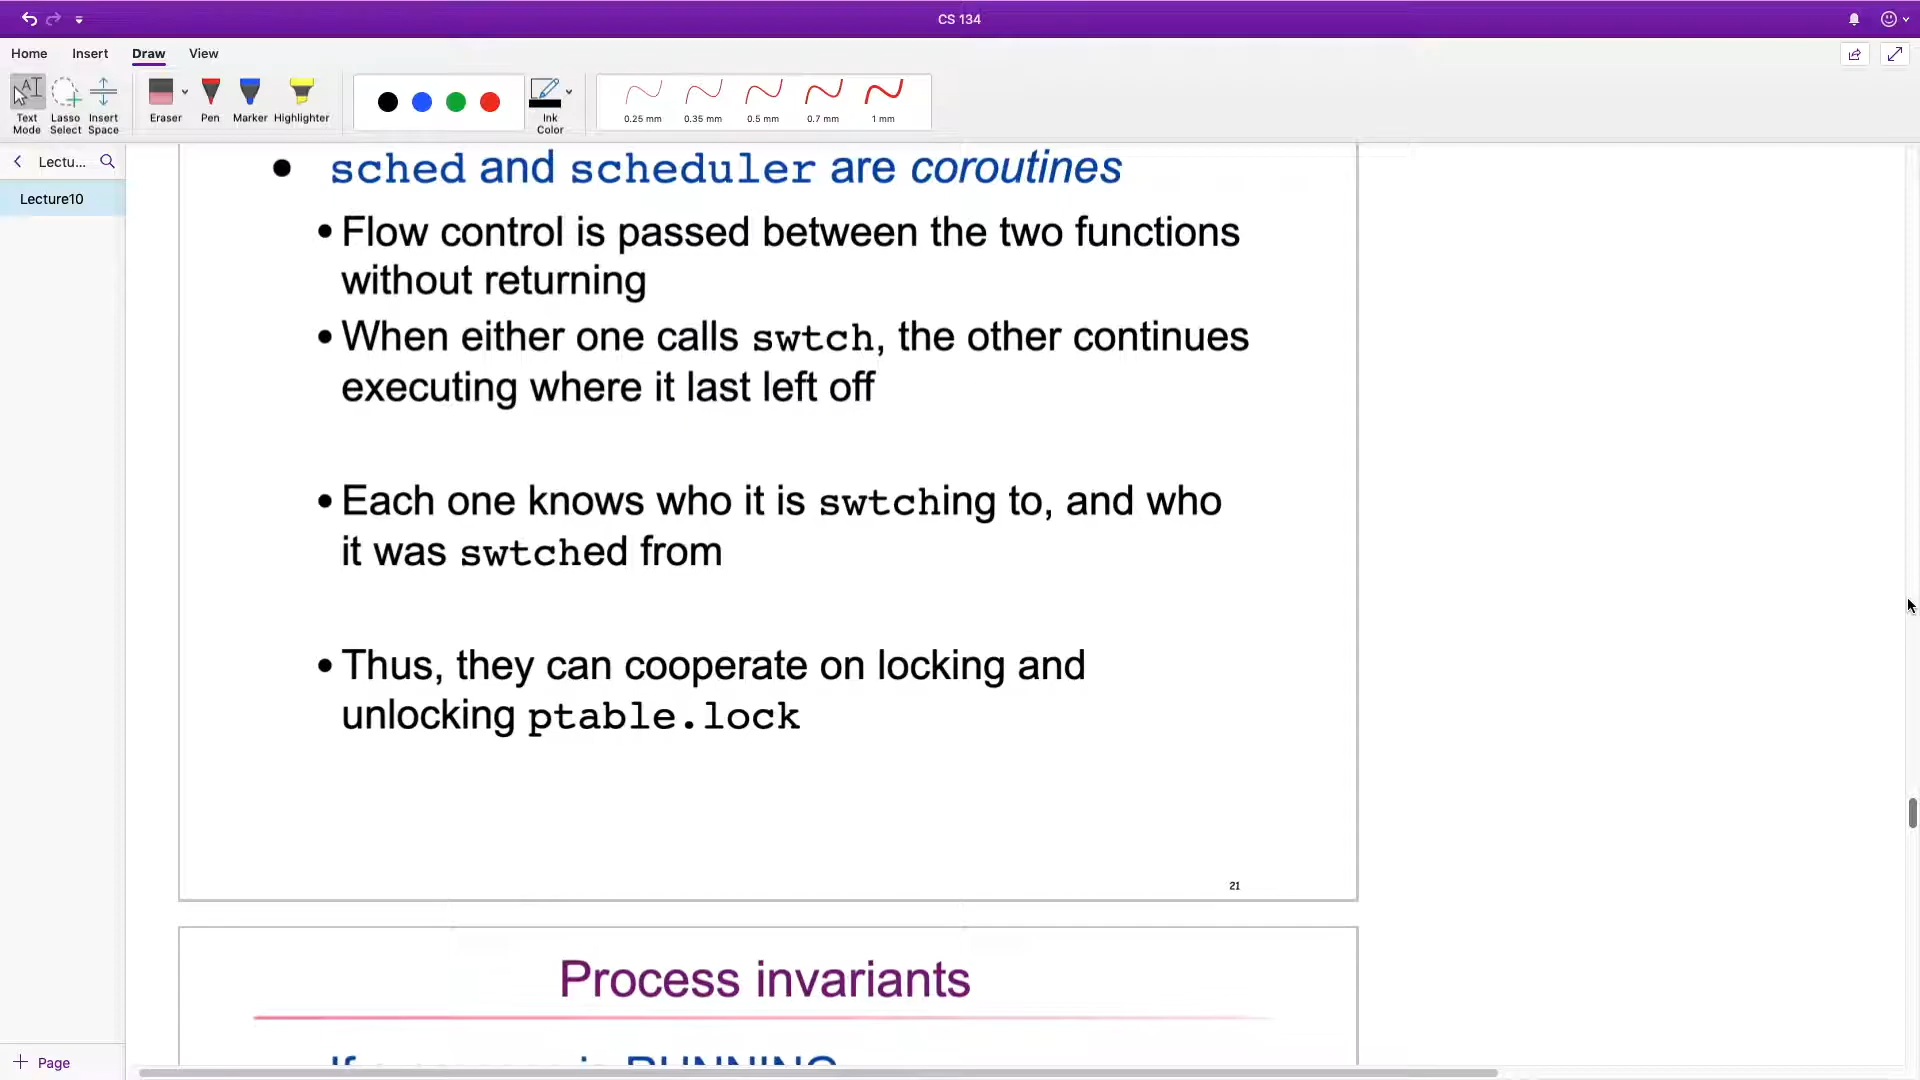 CS 134
Home Insert Draw View
Text Mode
Lasso Select
Insert Space
Eraser
Pen
Marker
Highlighter
Ink Color
0.25 mm
0.35 mm
0.5 mm
0.7 mm
1 mm
Lectu...
Lecture10
• sched and scheduler are coroutines
• Flow control is passed between the two functions
without returning
• When either one calls swtch, the other continues
executing where it last left off
• Each one knows who it is swtching to, and who
it was swtched from
• Thus, they can cooperate on locking and
unlocking ptable.lock
21
Process invariants
RUNNING
+ Page